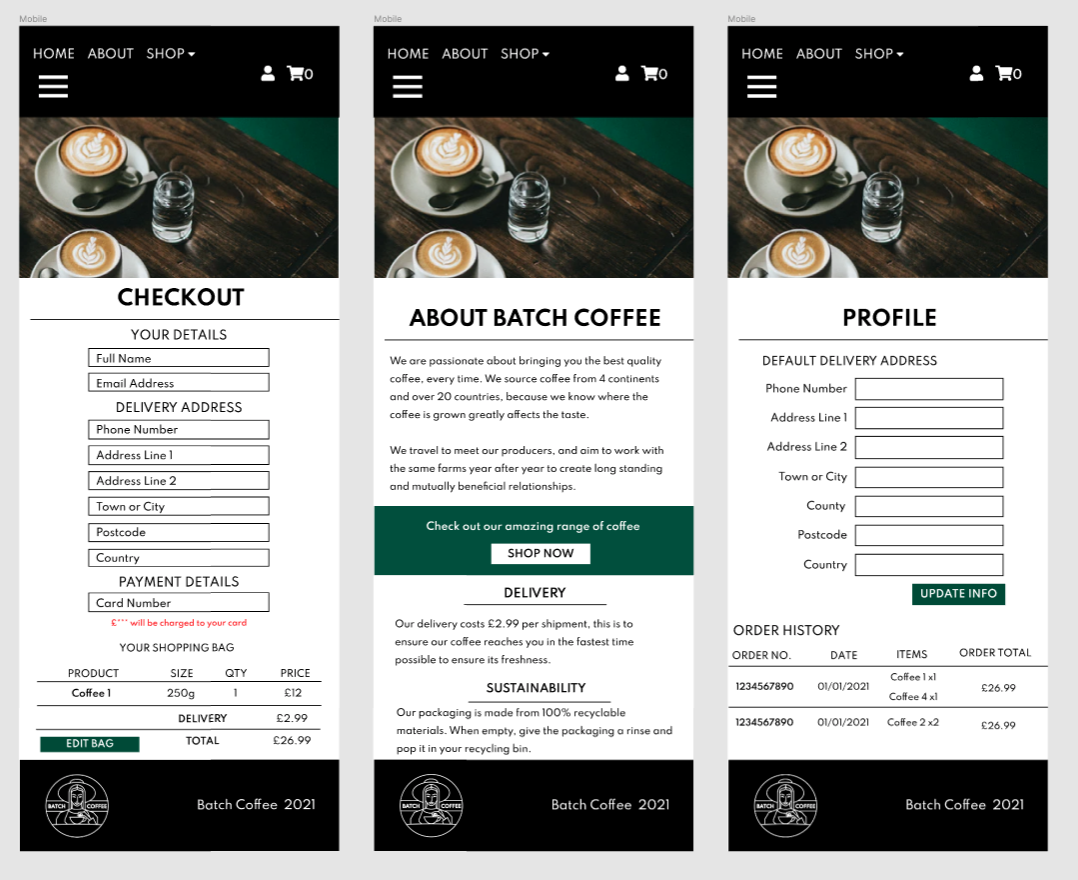 Mobile
HOME ABOUT SHOP
0
CHECKOUT
YOUR DETAILS
Full Name
Email Address
DELIVERY ADDRESS
Phone Number
Address Line 1
Address Line 2
Town or City
Postcode
Country
PAYMENT DETAILS
Card Number
£*** will be charged to your card
YOUR SHOPPING BAG
PRODUCT SIZE QTY PRICE
Coffee 1 250g 1 £12
DELIVERY £2.99
EDIT BAG TOTAL £26.99
BATCH COFFEE
Batch Coffee 2021
Mobile
HOME ABOUT SHOP
0
ABOUT BATCH COFFEE
We are passionate about bringing you the best quality
coffee, every time. We source coffee from 4 continents
and over 20 countries, because we know where the
coffee is grown greatly affects the taste.
We travel to meet our producers, and aim to work with
the same farms year after year to create long standing
and mutually beneficial relationships.
Check out our amazing range of coffee
SHOP NOW
DELIVERY
Our delivery costs £2.99 per shipment, this is to
ensure our coffee reaches you in the fastest time
possible to ensure its freshness.
SUSTAINABILITY
Our packaging is made from 100% recyclable
materials. When empty, give the packaging a rinse and
pop it in your recycling bin.
BATCH COFFEE
Batch Coffee 2021
Mobile
HOME ABOUT SHOP
0
PROFILE
DEFAULT DELIVERY ADDRESS
Phone Number
Address Line 1
Address Line 2
Town or City
County
Postcode
Country
UPDATE INFO
ORDER HISTORY
ORDER NO. DATE ITEMS ORDER TOTAL
1234567890 01/01/2021 Coffee 1 x1 £26.99
Coffee 4 x1
1234567890 01/01/2021 Coffee 2 x2 £26.99
BATCH COFFEE
Batch Coffee 2021